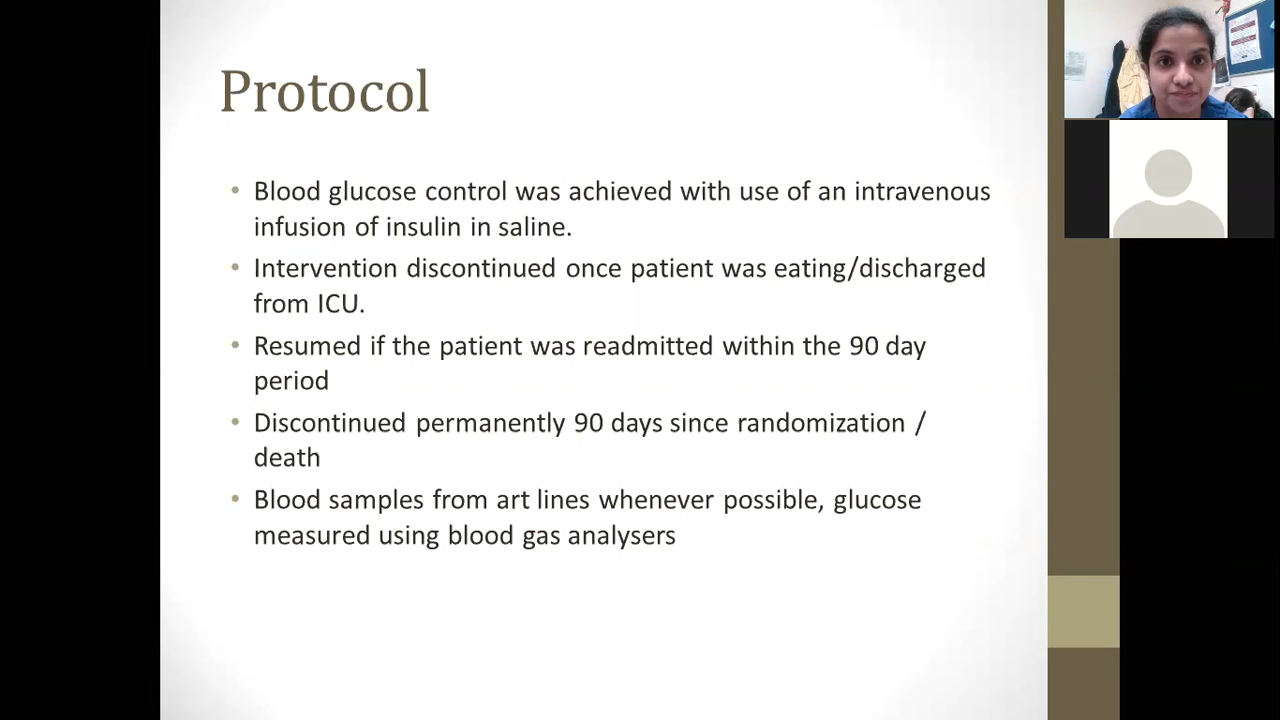 Protocol
• Blood glucose control was achieved with use of an intravenous
infusion of insulin in saline.
• Intervention discontinued once patient was eating/discharged
from ICU.
• Resumed if the patient was readmitted within the 90 day
period
• Discontinued permanently 90 days since randomization /
death
• Blood samples from art lines whenever possible, glucose
measured using blood gas analysers